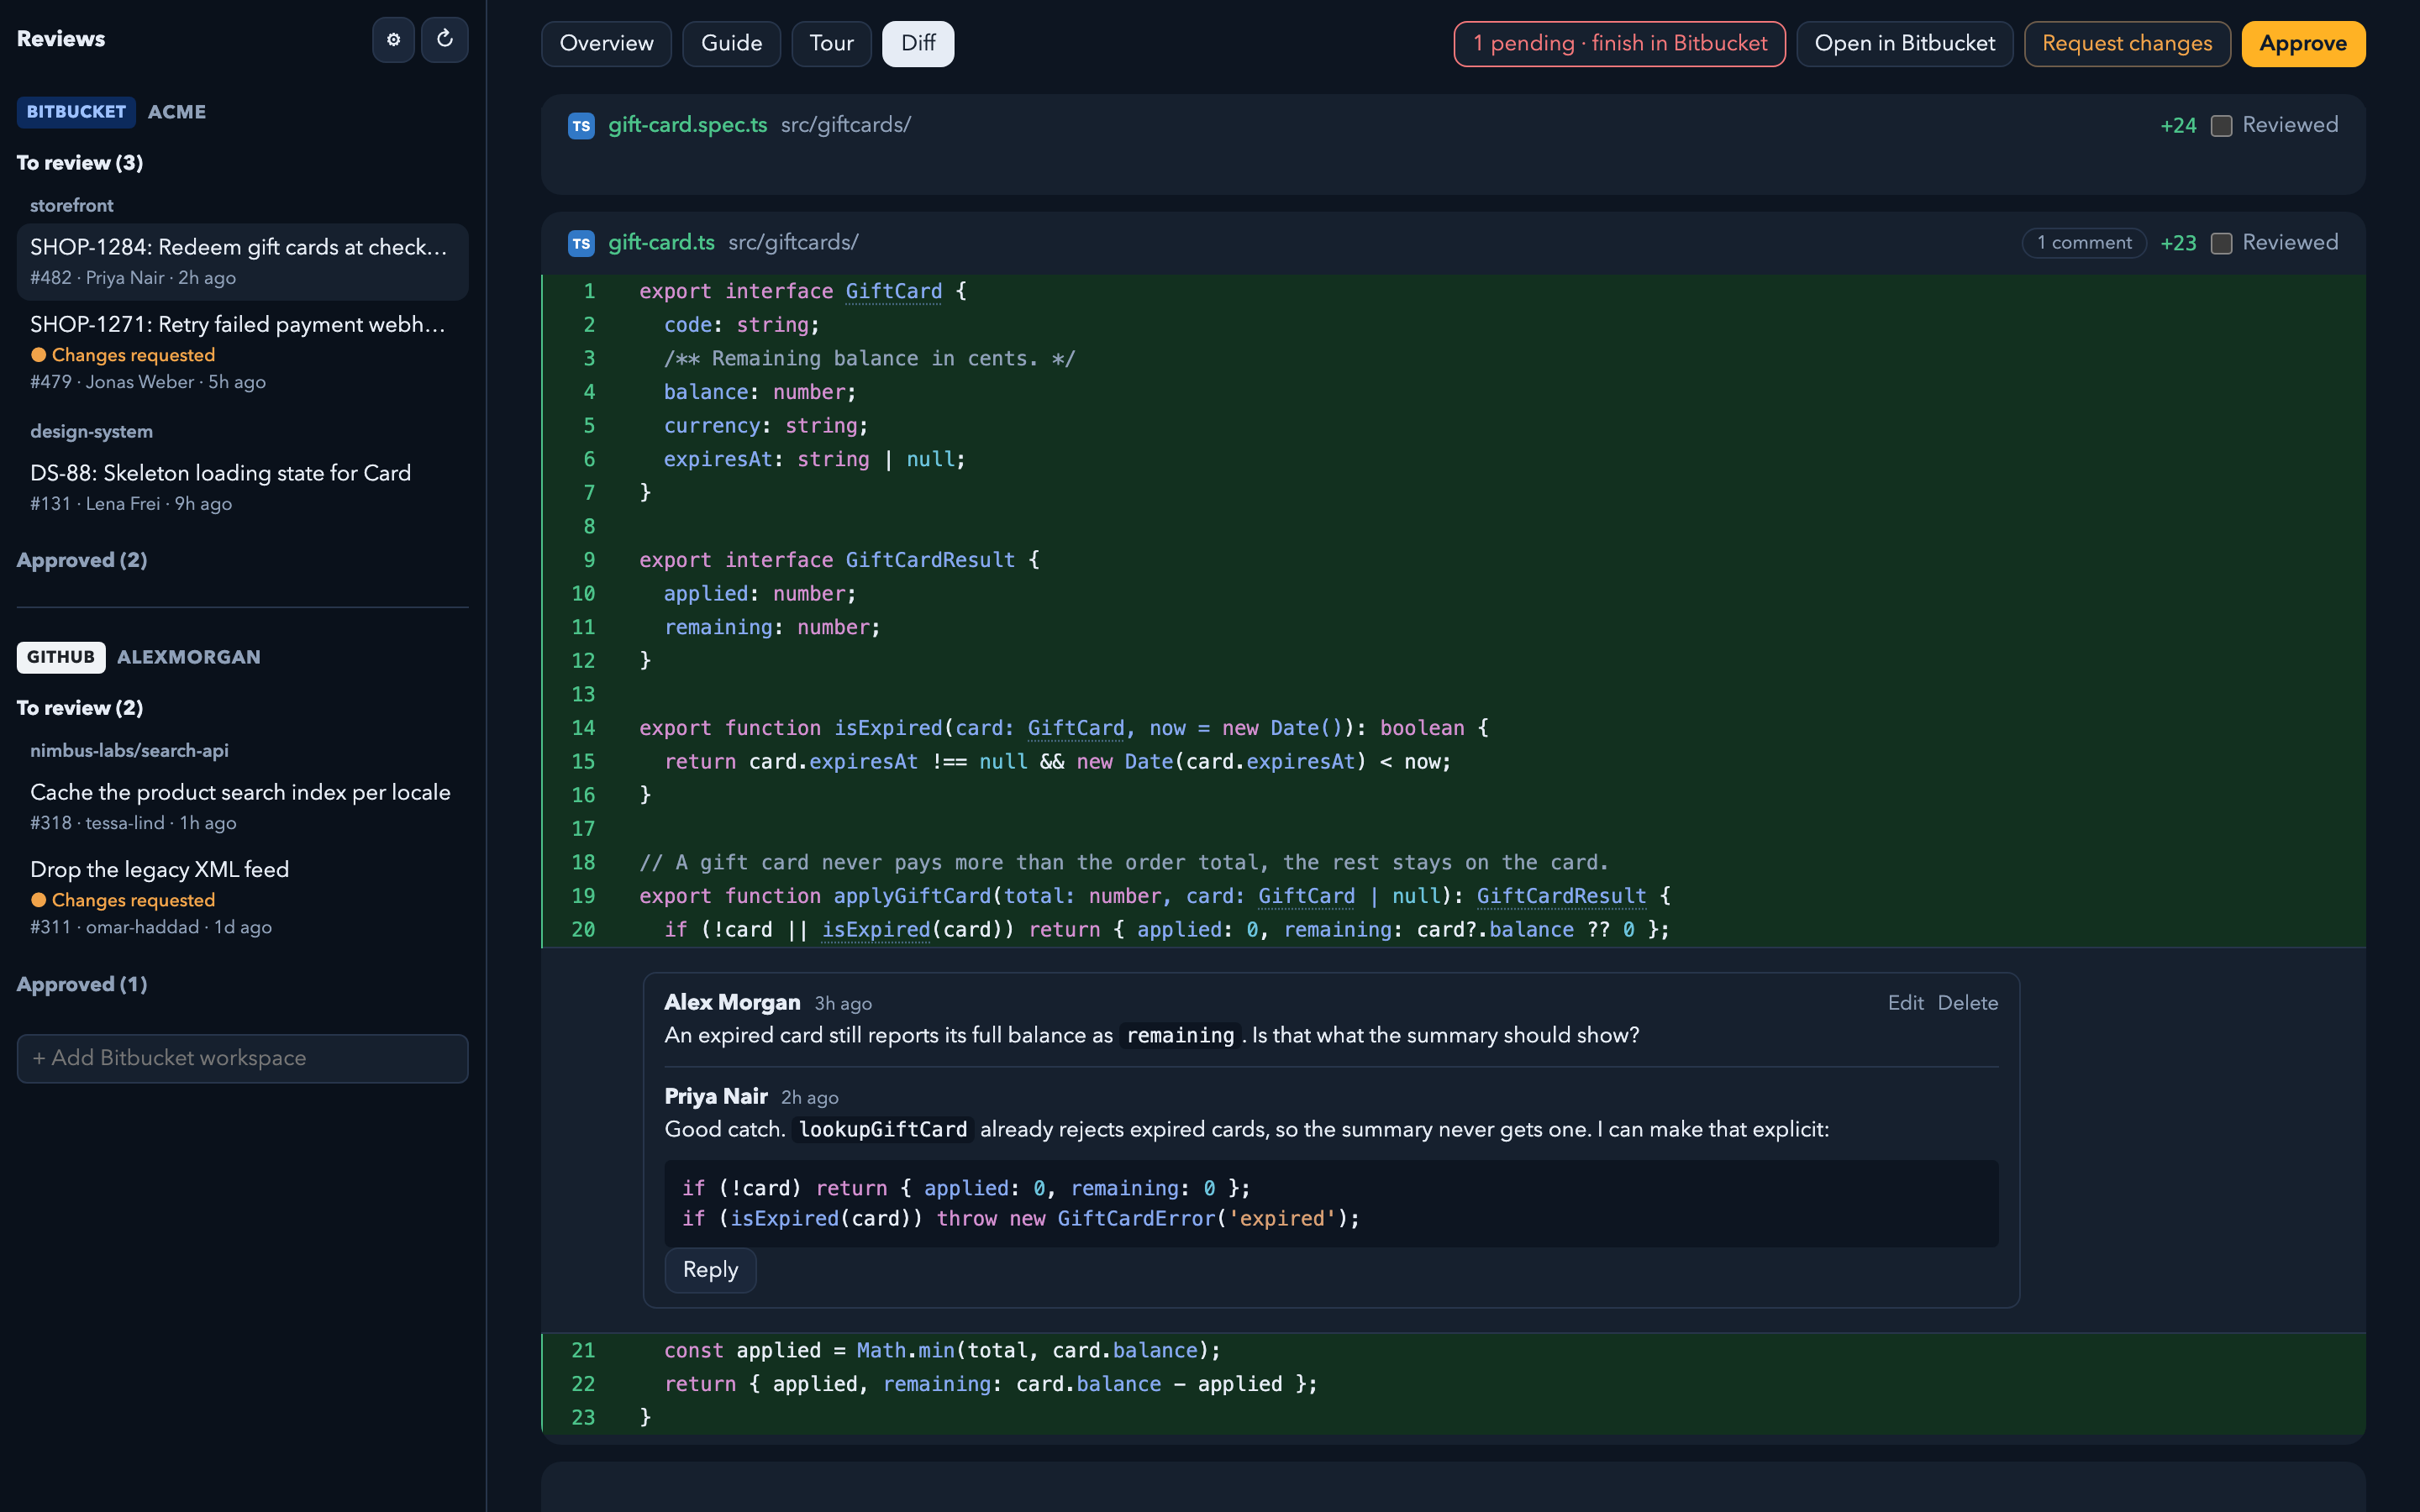 Reviews
BITBUCKET ACME
To review (3)
storefront
SHOP-1284: Redeem gift cards at check…
#482 · Priya Nair · 2h ago
SHOP-1271: Retry failed payment webh…
Changes requested
#479 · Jonas Weber · 5h ago
design-system
DS-88: Skeleton loading state for Card
#131 · Lena Frei · 9h ago
Approved (2)
GITHUB ALEXMORGAN
To review (2)
nimbus-labs/search-api
Cache the product search index per locale
#318 · tessa-lind · 1h ago
Drop the legacy XML feed
Changes requested
#311 · omar-haddad · 1d ago
Approved (1)
+ Add Bitbucket workspace
Overview Guide Tour Diff 1 pending · finish in Bitbucket Open in Bitbucket Request changes Approve
TS gift-card.spec.ts src/giftcards/ +24 Reviewed
TS gift-card.ts src/giftcards/ 1 comment +23 Reviewed
1 export interface GiftCard {
2 code: string;
3 /** Remaining balance in cents. */
4 balance: number;
5 currency: string;
6 expiresAt: string | null;
7 }
8
9 export interface GiftCardResult {
10 applied: number;
11 remaining: number;
12 }
13
14 export function isExpired(card: GiftCard, now = new Date()): boolean {
15 return card.expiresAt !== null && new Date(card.expiresAt) < now;
16 }
17
18 // A gift card never pays more than the order total, the rest stays on the card.
19 export function applyGiftCard(total: number, card: GiftCard | null): GiftCardResult {
20 if (!card || isExpired(card)) return { applied: 0, remaining: card?.balance ?? 0 };
Alex Morgan 3h ago Edit Delete
An expired card still reports its full balance as remaining. Is that what the summary should show?
Priya Nair 2h ago
Good catch. lookupGiftCard already rejects expired cards, so the summary never gets one. I can make that explicit:
if (!card) return { applied: 0, remaining: 0 };
if (isExpired(card)) throw new GiftCardError('expired');
Reply
21 const applied = Math.min(total, card.balance);
22 return { applied, remaining: card.balance - applied };
23 }